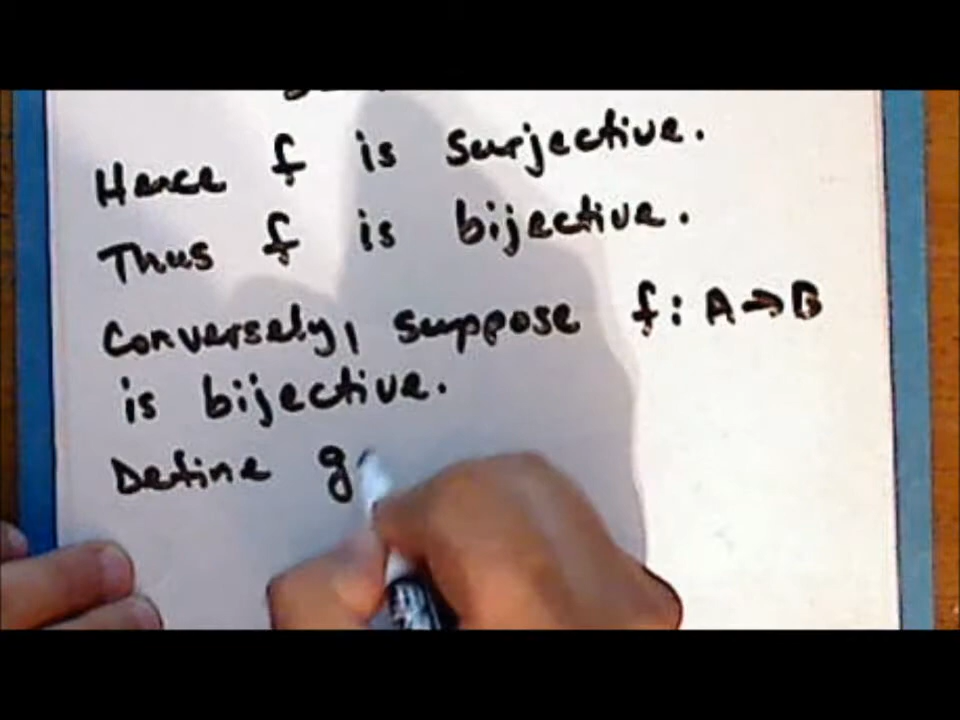 Hence f is surjective.
Thus f is bijective.
Conversely, suppose f: A→B
is bijective.
Define g